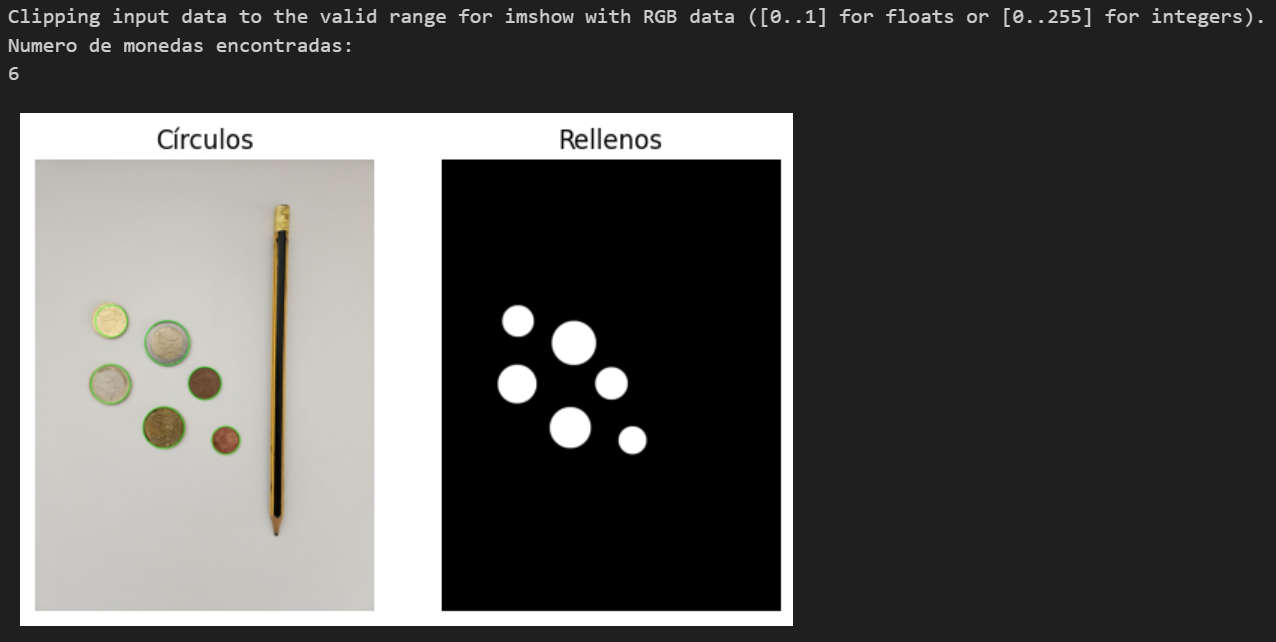 Clipping input data to the valid range for imshow with RGB data ([0..1] for floats or [0..255] for integers).
Numero de monedas encontradas:
6
Círculos
Rellenos